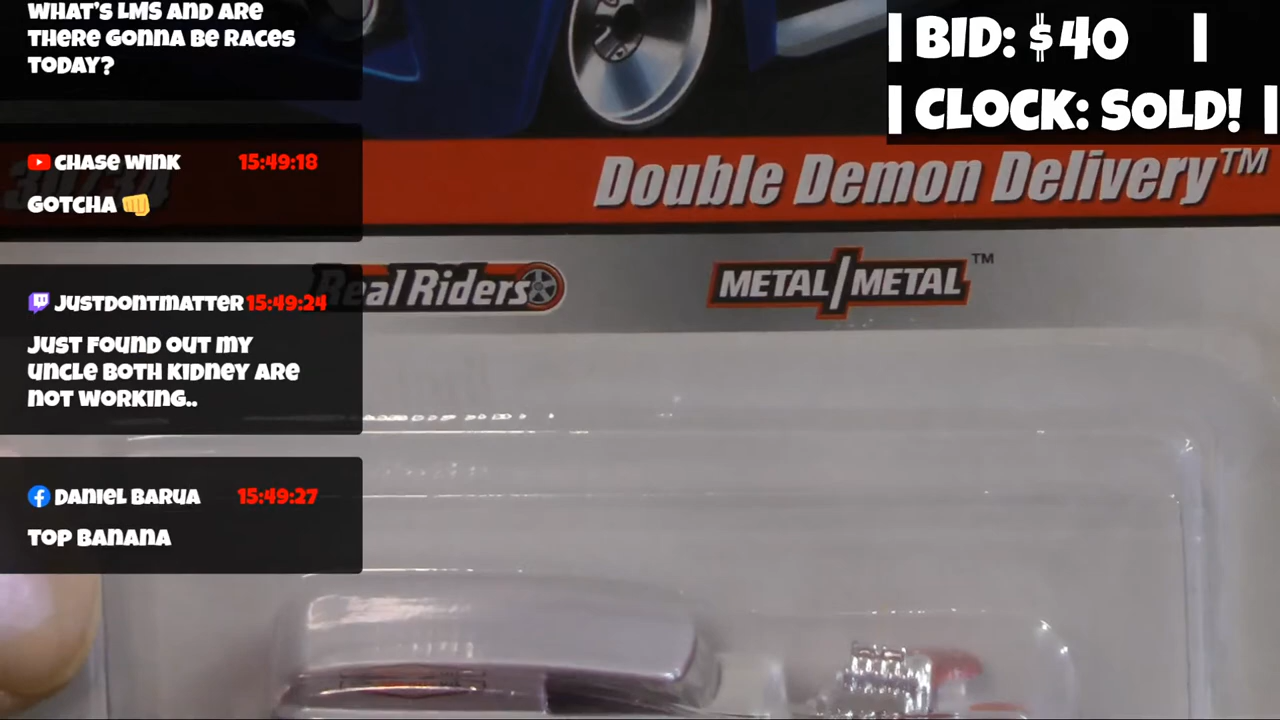 WHAT'S LMS AND ARE
THERE GONNA BE RACES
TODAY?
| BID: $40 |
| CLOCK: SOLD! |
CHASE WINK 15:49:18
GOTCHA 👊
Double Demon Delivery™
Real Riders
METAL/METAL™
JUSTDONTMATTER 15:49:24
JUST FOUND OUT MY
UNCLE BOTH KIDNEY ARE
NOT WORKING..
DANIEL BARUA 15:49:27
TOP BANANA